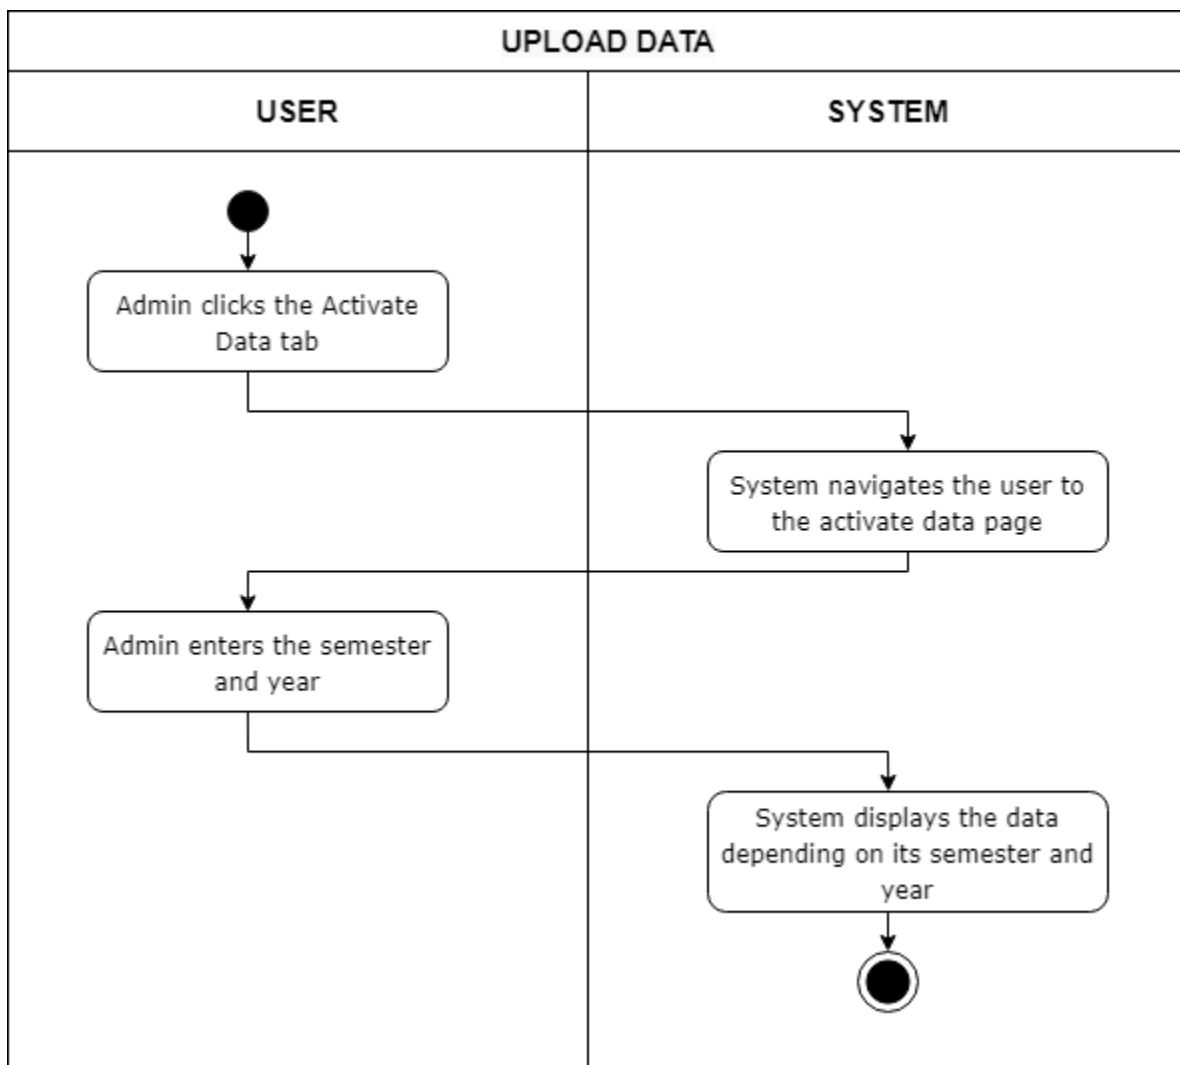 UPLOAD DATA
USER
SYSTEM
Admin clicks the Activate
Data tab
System navigates the user to
the activate data page
Admin enters the semester
and year
System displays the data
depending on its semester and
year